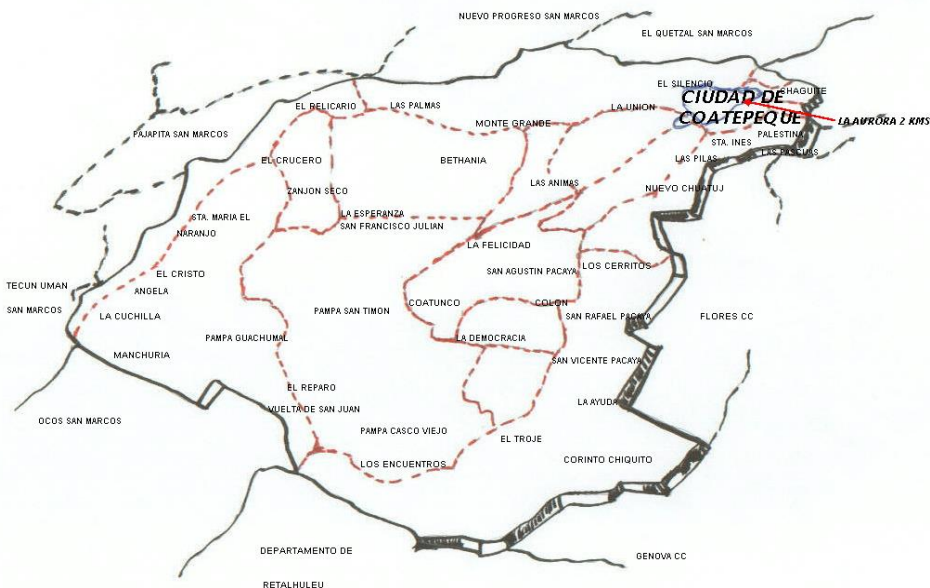 NUEVO PROGRESO SAN MARCOS
EL QUETZAL SAN MARCOS
EL SILENCIO
SHAGUITE
CIUDAD DE
COATEPEQUE
LA AURORA 2 KMS
EL RELICARIO
LAS PALMAS
LA UNION
MONTE GRANDE
PAJAPITA SAN MARCOS
PALESTINA
STA. INES
LAS PASCUAS
EL CRUCERO
BETHANIA
LAS PILAS
ZANJON SECO
LAS ANIMAS
NUEVO CHUATUJ
STA. MARIA EL
NARANJO
LA ESPERANZA
SAN FRANCISCO JULIAN
LA FELICIDAD
EL CRISTO
SAN AGUSTIN PACAYA
LOS CERRITOS
TECUN UMAN
SAN MARCOS
ANGELA
LA CUCHILLA
PAMPA SAN TIMON
COATUNCO
COLON
SAN RAFAEL PACAYA
FLORES CC
PAMPA GUACHUMAL
LA DEMOCRACIA
MANCHURIA
SAN VICENTE PACAYA
EL REPARO
VUELTA DE SAN JUAN
LA AYUDA
OCOS SAN MARCOS
PAMPA CASCO VIEJO
EL TROJE
LOS ENCUENTROS
CORINTO CHIQUITO
DEPARTAMENTO DE
RETALHULEU
GENOVA CC